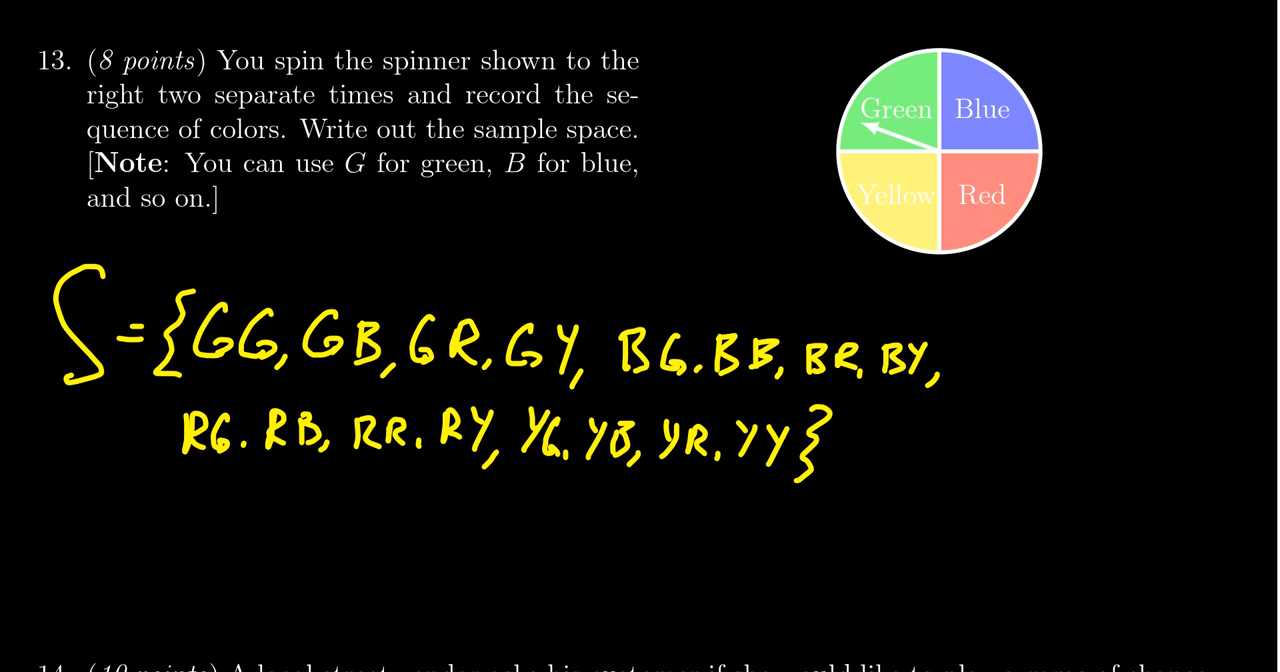 13. (8 points) You spin the spinner shown to the
right two separate times and record the se-
quence of colors. Write out the sample space.
[Note: You can use G for green, B for blue,
and so on.]
Green Blue
Yellow Red
S = {GG, GB, GR, GY, BG, BB, BR, BY,
RG, RB, RR, RY, YG, YB, YR, YY}